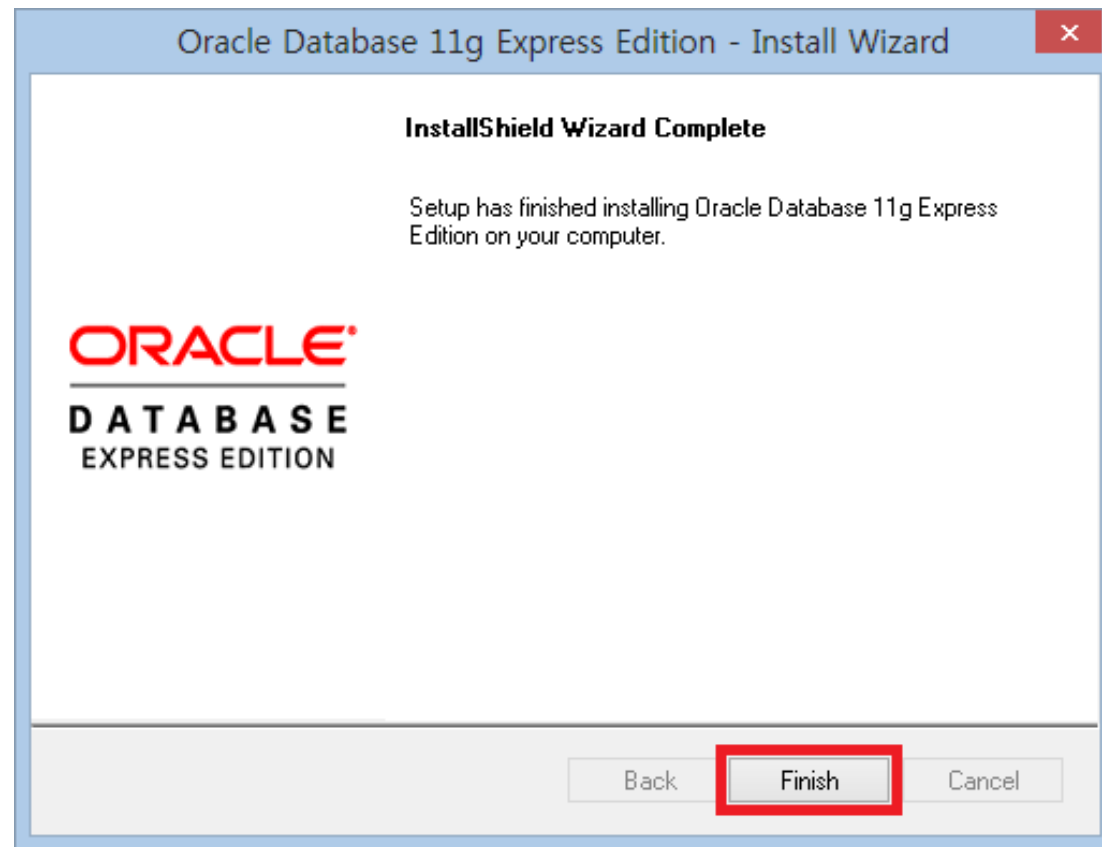 Oracle Database 11g Express Edition - Install Wizard
InstallShield Wizard Complete
Setup has finished installing Oracle Database 11g Express
Edition on your computer.
ORACLE
DATABASE
EXPRESS EDITION
Back
Finish
Cancel